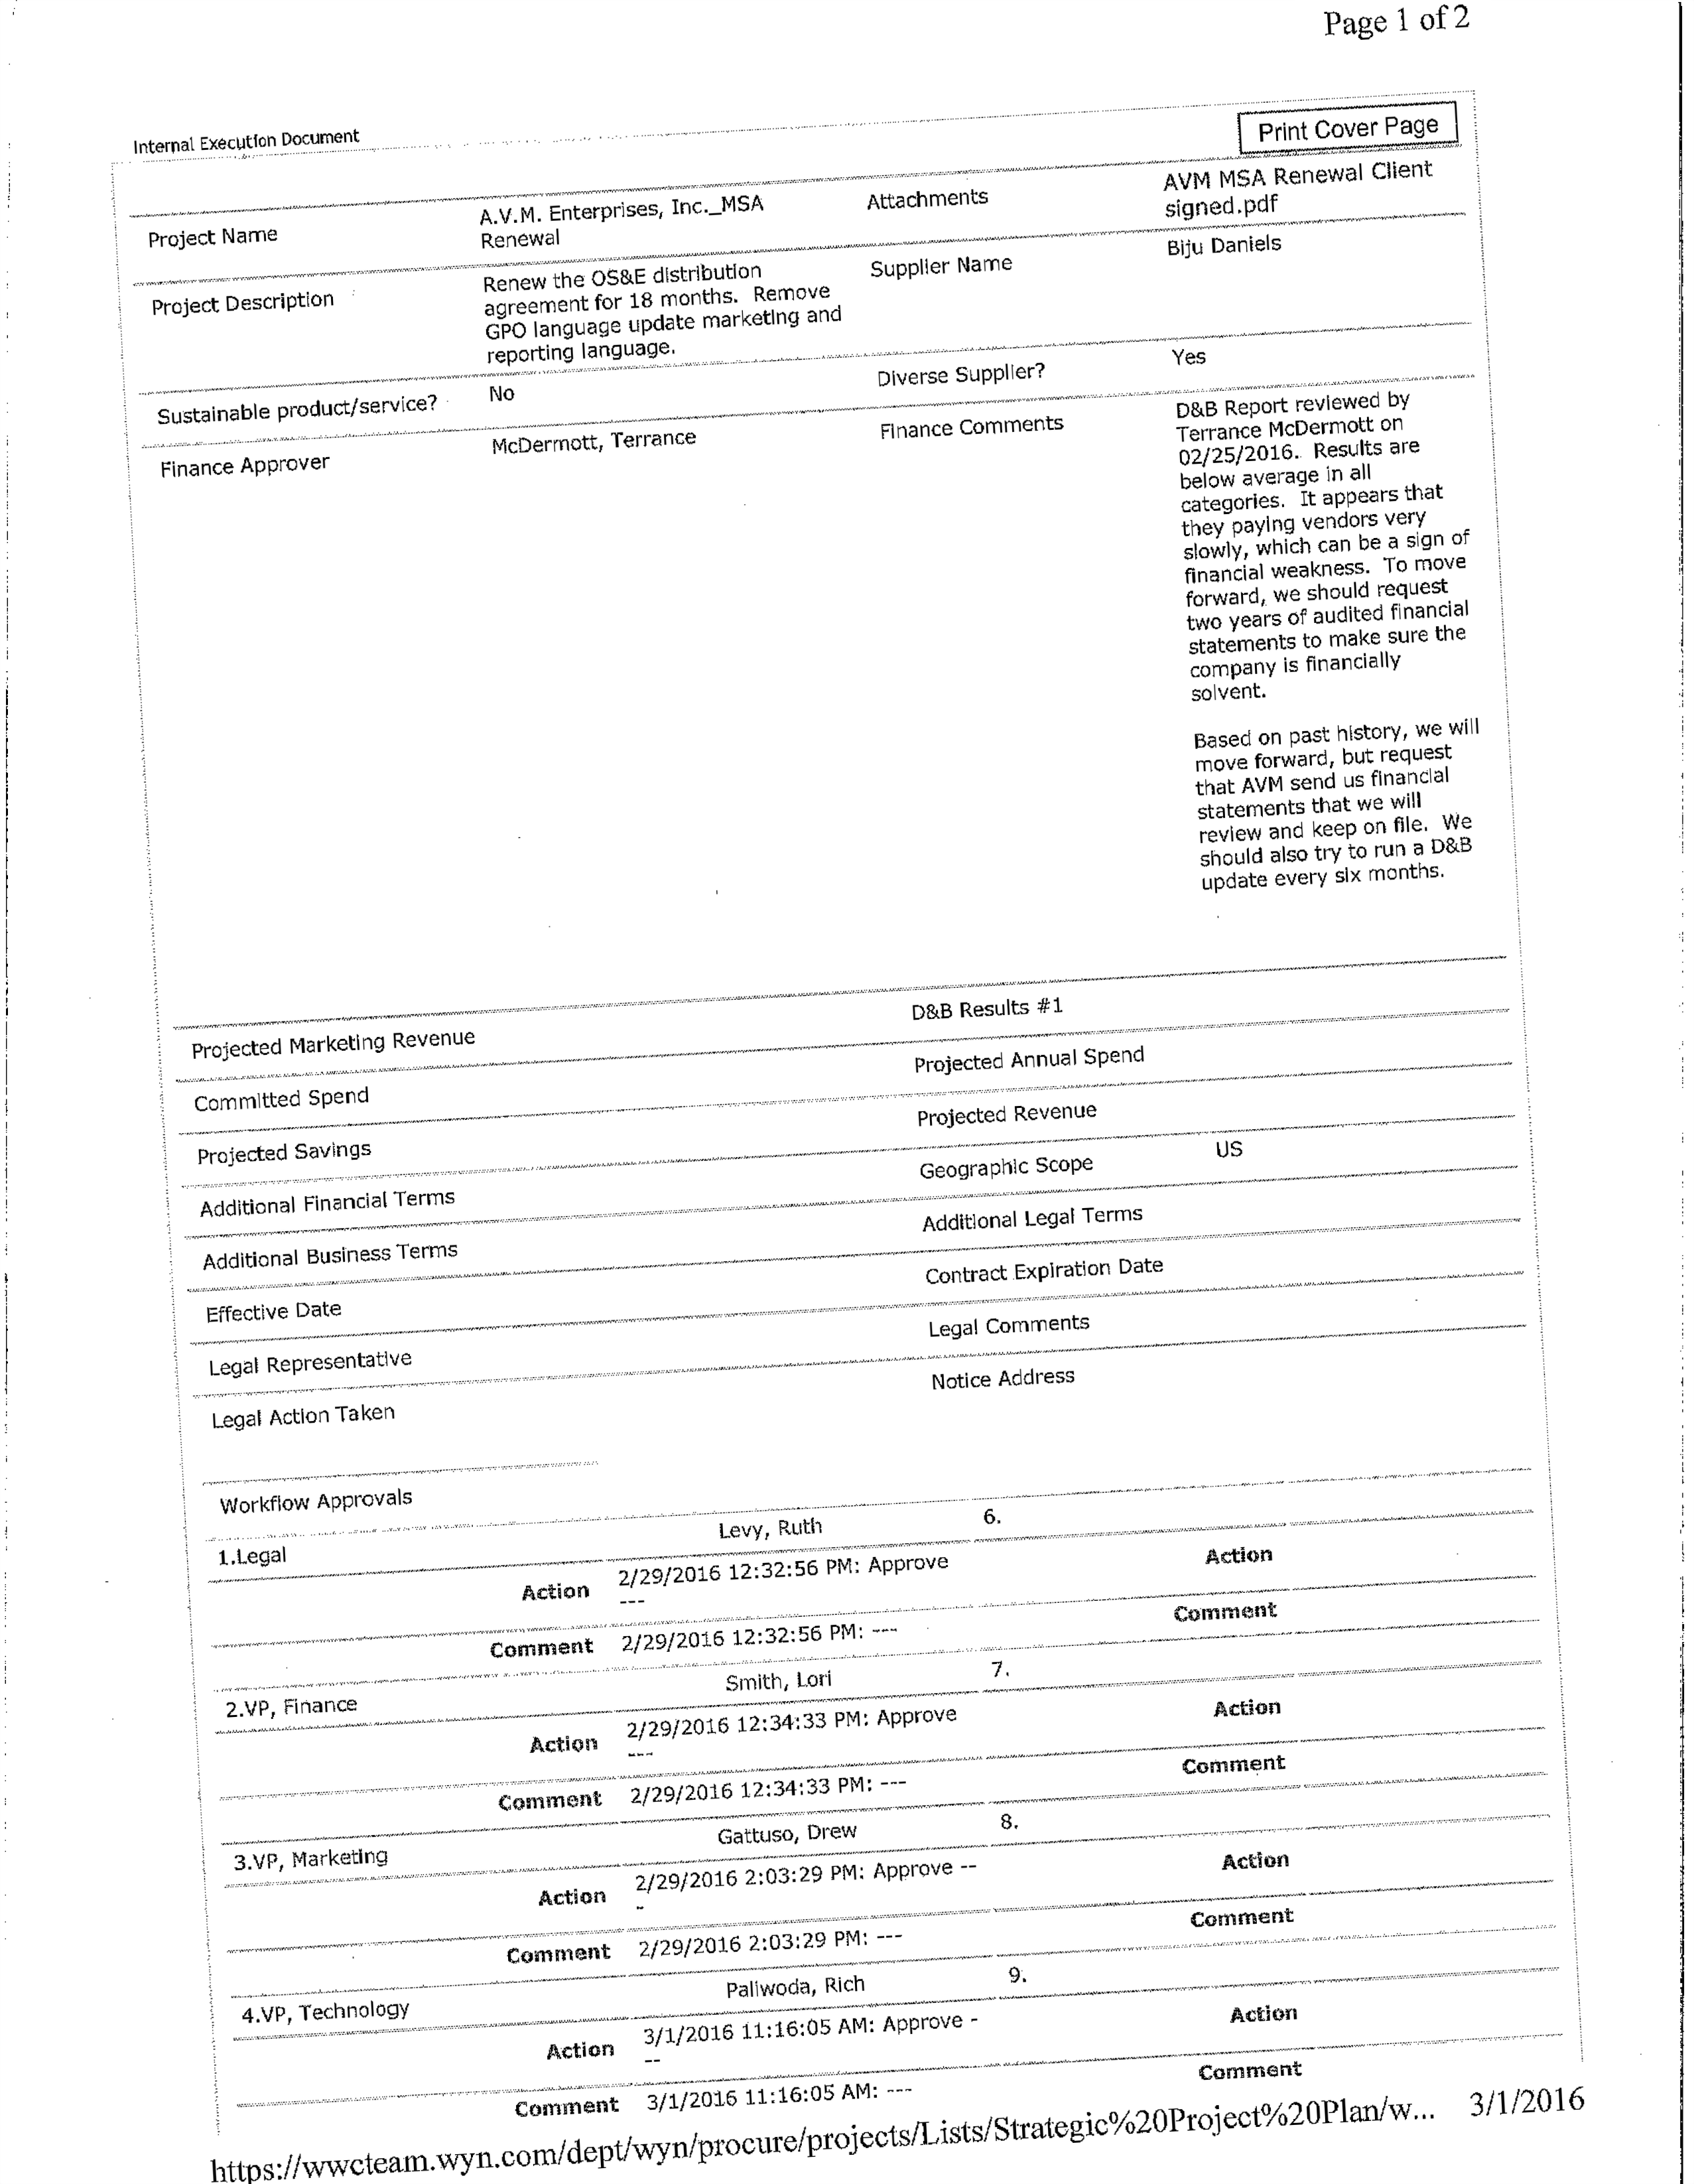 Page 1 of 2
Internal Execution Document
Print Cover Page
Project Name
A.V.M. Enterprises, Inc._MSA
Renewal
Attachments
AVM MSA Renewal Client
signed.pdf
Project Description
Renew the OS&E distribution
agreement for 18 months.  Remove
GPO language update marketing and
reporting language.
Supplier Name
Biju Daniels
Sustainable product/service?
No
Diverse Supplier?
Yes
Finance Approver
McDermott, Terrance
Finance Comments
D&B Report reviewed by
Terrance McDermott on
02/25/2016.  Results are
below average in all
categories.  It appears that
they paying vendors very
slowly, which can be a sign of
financial weakness.  To move
forward, we should request
two years of audited financial
statements to make sure the
company is financially
solvent.
Based on past history, we will
move forward, but request
that AVM send us financial
statements that we will
review and keep on file.  We
should also try to run a D&B
update every six months.
Projected Marketing Revenue
D&B Results #1
Committed Spend
Projected Annual Spend
Projected Savings
Projected Revenue
Additional Financial Terms
Geographic Scope
US
Additional Business Terms
Additional Legal Terms
Effective Date
Contract Expiration Date
Legal Representative
Legal Comments
Legal Action Taken
Notice Address
Workflow Approvals
1.Legal
Levy, Ruth
6.
Action
2/29/2016 12:32:56 PM: Approve
---
Action
Comment
2/29/2016 12:32:56 PM: ---
Comment
2.VP, Finance
Smith, Lori
7.
Action
2/29/2016 12:34:33 PM: Approve
---
Action
Comment
2/29/2016 12:34:33 PM: ---
Comment
3.VP, Marketing
Gattuso, Drew
8.
Action
2/29/2016 2:03:29 PM: Approve --
-
Action
Comment
2/29/2016 2:03:29 PM: ---
Comment
4.VP, Technology
Paliwoda, Rich
9.
Action
3/1/2016 11:16:05 AM: Approve -
--
Action
Comment
3/1/2016 11:16:05 AM: ---
Comment
https://wwcteam.wyn.com/dept/wyn/procure/projects/Lists/Strategic%20Project%20Plan/w... 3/1/2016